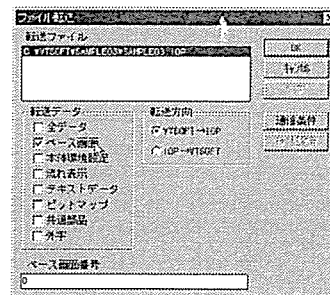 ファイル転送
転送ファイル
OK
ｷｬﾝｾﾙ
転送データ
全データ
ベース画面
本体環境設定
流れ表示
テキストデータ
ビットマップ
共通部品
外字
転送方向
通信条件
ベース画面番号
0